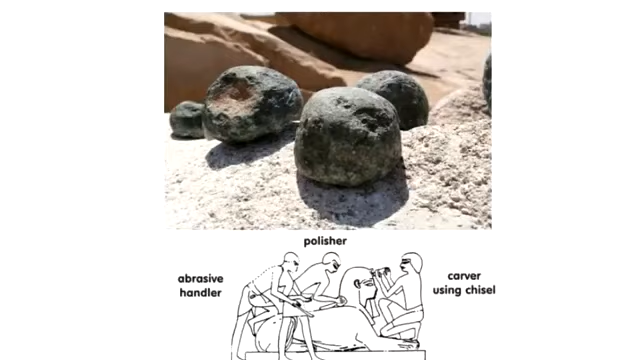 polisher
abrasive
handler
carver
using chisel